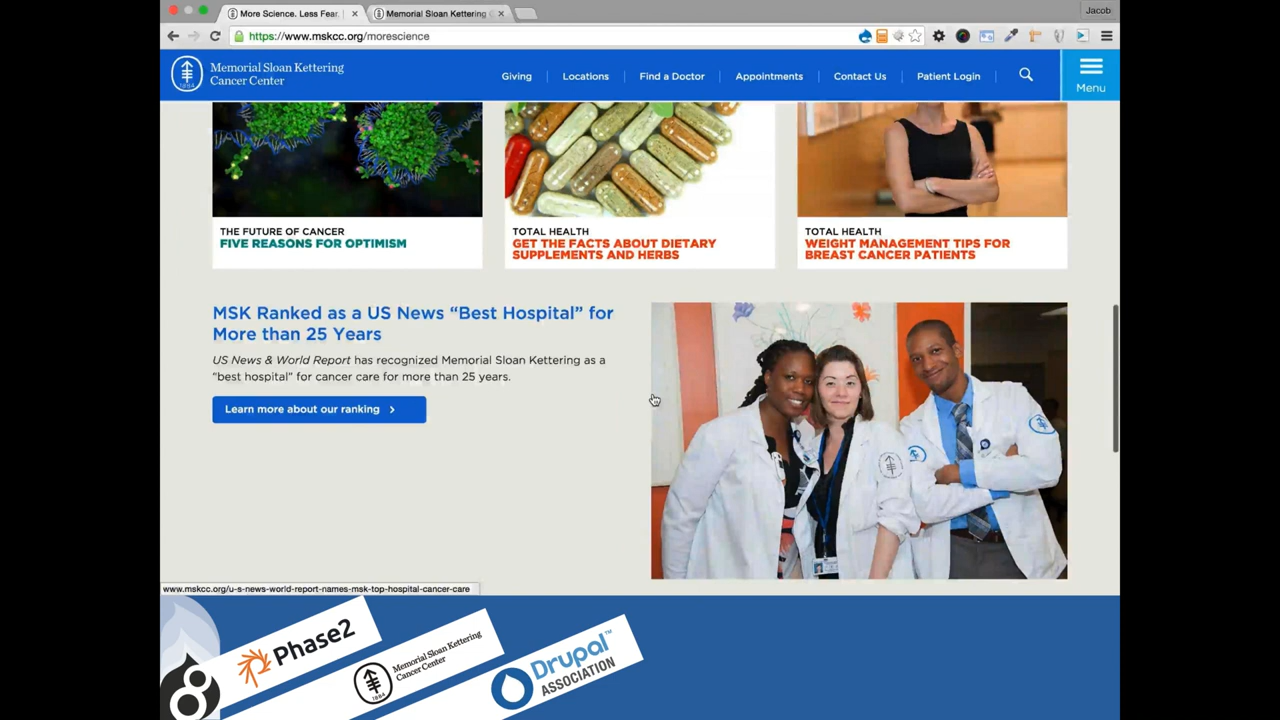 More Science. Less Fear.
Memorial Sloan Kettering C
Jacob
https://www.mskcc.org/morescience
Memorial Sloan Kettering
Cancer Center
Giving
Locations
Find a Doctor
Appointments
Contact Us
Patient Login
Menu
THE FUTURE OF CANCER
FIVE REASONS FOR OPTIMISM
TOTAL HEALTH
GET THE FACTS ABOUT DIETARY
SUPPLEMENTS AND HERBS
TOTAL HEALTH
WEIGHT MANAGEMENT TIPS FOR
BREAST CANCER PATIENTS
MSK Ranked as a US News “Best Hospital” for
More than 25 Years
US News & World Report has recognized Memorial Sloan Kettering as a
“best hospital” for cancer care for more than 25 years.
Learn more about our ranking
www.mskcc.org/u-s-news-world-report-names-msk-top-hospital-cancer-care
8
Phase2
Memorial Sloan Kettering
Cancer Center
1884
Drupal™
ASSOCIATION